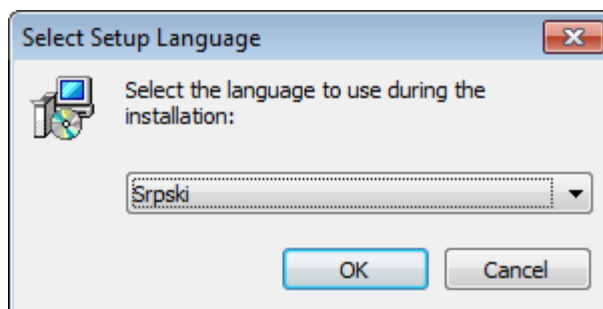 Select Setup Language
Select the language to use during the
installation:
Srpski
OK
Cancel